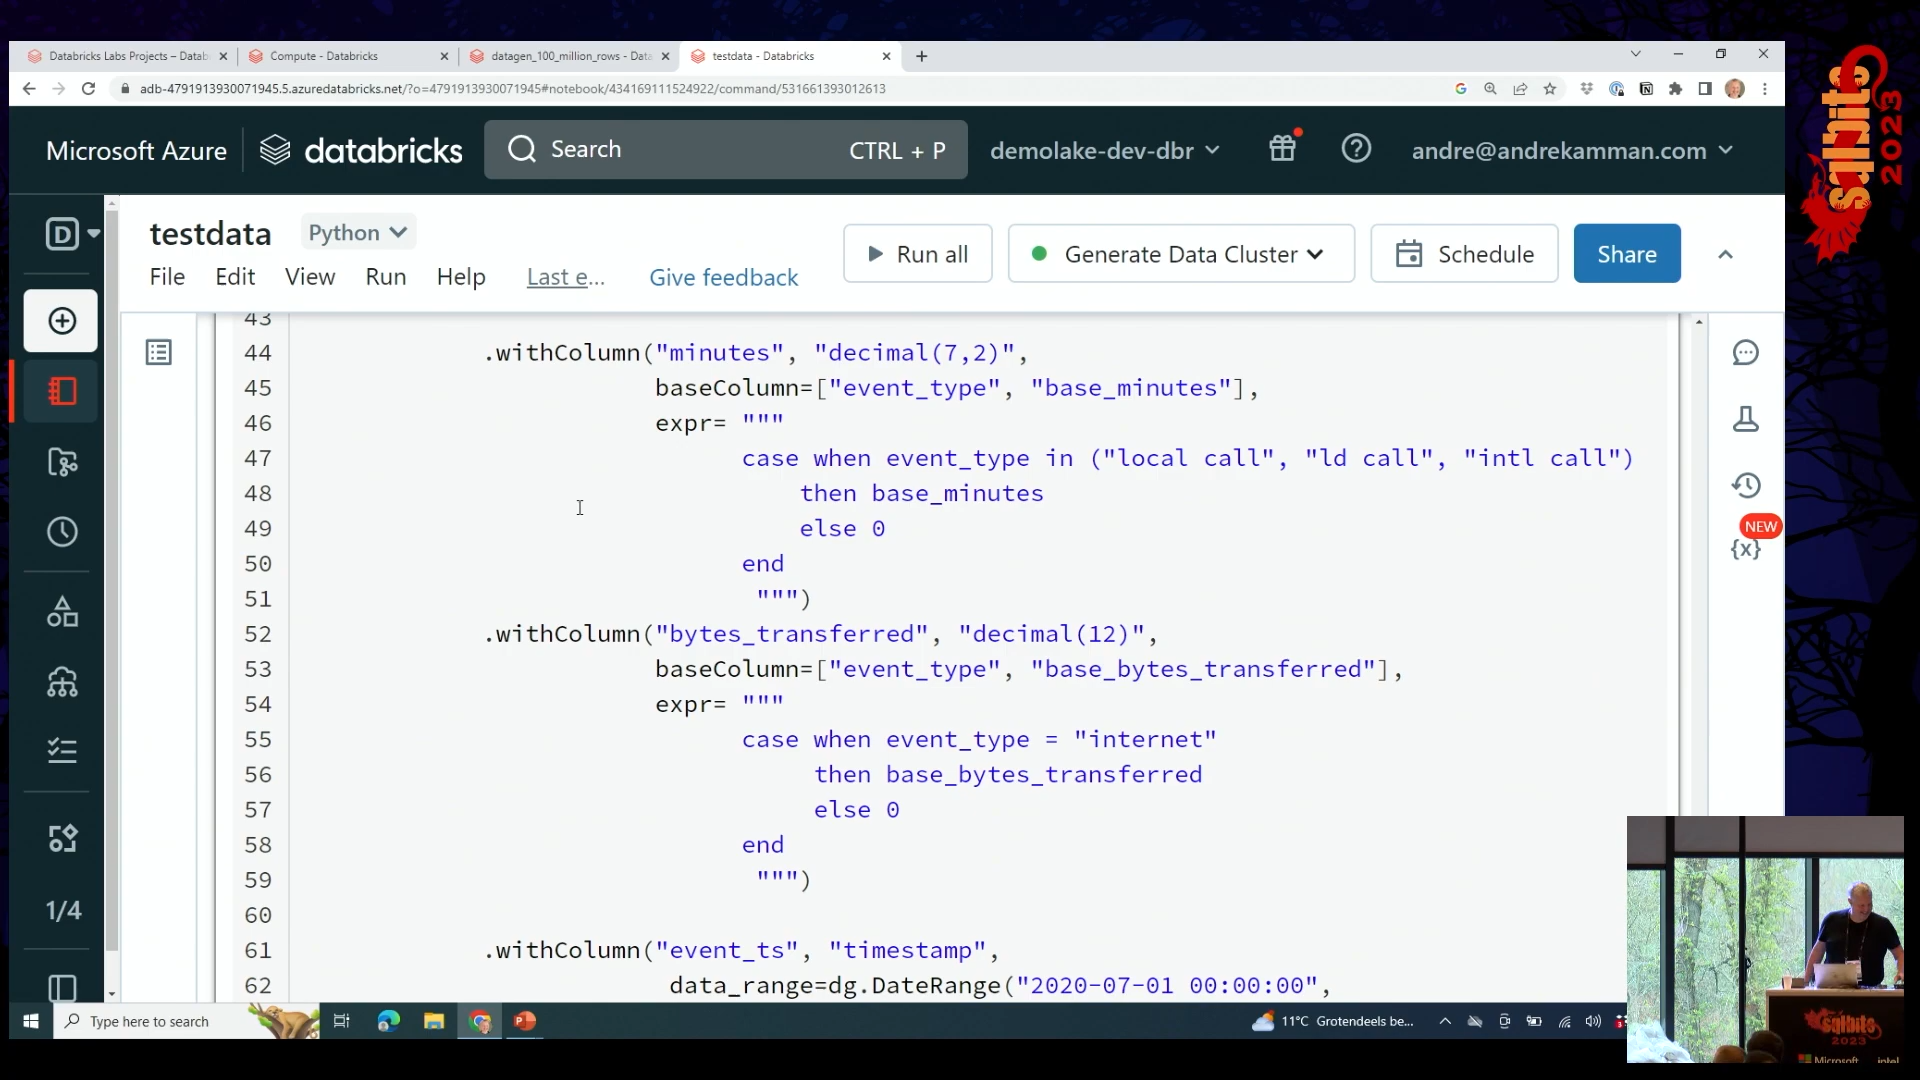 Databricks Labs Projects – Datab
Compute - Databricks
datagen_100_million_rows - Data
testdata - Databricks
adb-4791913930071945.5.azuredatabricks.net/?o=4791913930071945#notebook/434169111524922/command/531661393012613
Microsoft Azure
databricks
Search
CTRL + P
demolake-dev-dbr
andre@andrekamman.com
testdata
Python
File
Edit
View
Run
Help
Last e...
Give feedback
Run all
Generate Data Cluster
Schedule
Share
43
44 .withColumn("minutes", "decimal(7,2)",
45 baseColumn=["event_type", "base_minutes"],
46 expr= """
47 case when event_type in ("local call", "ld call", "intl call")
48 then base_minutes
49 else 0
50 end
51 """)
52 .withColumn("bytes_transferred", "decimal(12)",
53 baseColumn=["event_type", "base_bytes_transferred"],
54 expr= """
55 case when event_type = "internet"
56 then base_bytes_transferred
57 else 0
58 end
59 """)
60
61 .withColumn("event_ts", "timestamp",
62 data_range=dg.DateRange("2020-07-01 00:00:00",
D
1/4
NEW
{x}
Type here to search
11°C Grotendeels be...
sqlbits
2023
sqlbits
2023
Microsoft
intel